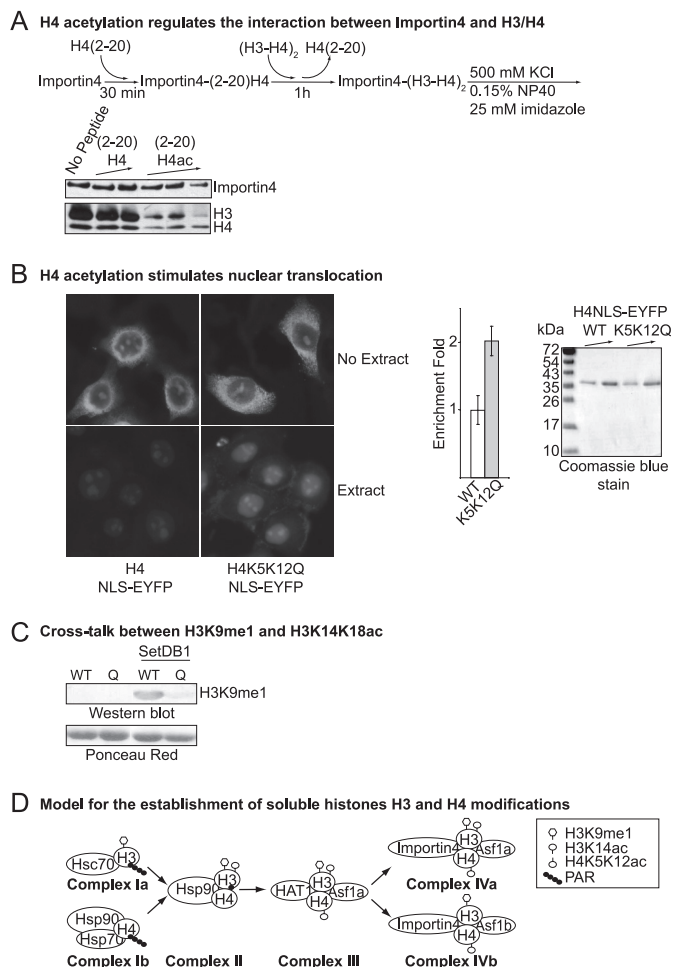 A H4 acetylation regulates the interaction between Importin4 and H3/H4
H4(2-20)
(H3-H4)2 H4(2-20)
Importin4
30 min
Importin4-(2-20)H4
1h
Importin4-(H3-H4)2
500 mM KCl
0.15% NP40
25 mM imidazole
No Peptide
(2-20) (2-20)
H4 H4ac
Importin4
H3
H4
B H4 acetylation stimulates nuclear translocation
No Extract
Extract
H4 H4K5K12Q
NLS-EYFP NLS-EYFP
Enrichment Fold
2
1
WT
K5K12Q
H4NLS-EYFP
kDa WT K5K12Q
72
54
43
35
26
17
10
Coomassie blue
stain
C Cross-talk between H3K9me1 and H3K14K18ac
SetDB1
WT Q WT Q
H3K9me1
Western blot
Ponceau Red
D Model for the establishment of soluble histones H3 and H4 modifications
Hsc70 H3
Complex Ia
Hsp90 H4
Hsp70
Complex Ib
Hsp90 H3
H4
Complex II
HAT1 H3 Asf1a
H4
Complex III
Importin4 H3 Asf1a
H4
Complex IVa
Importin4 H3 Asf1b
H4
Complex IVb
H3K9me1
H3K14ac
H4K5K12ac
PAR